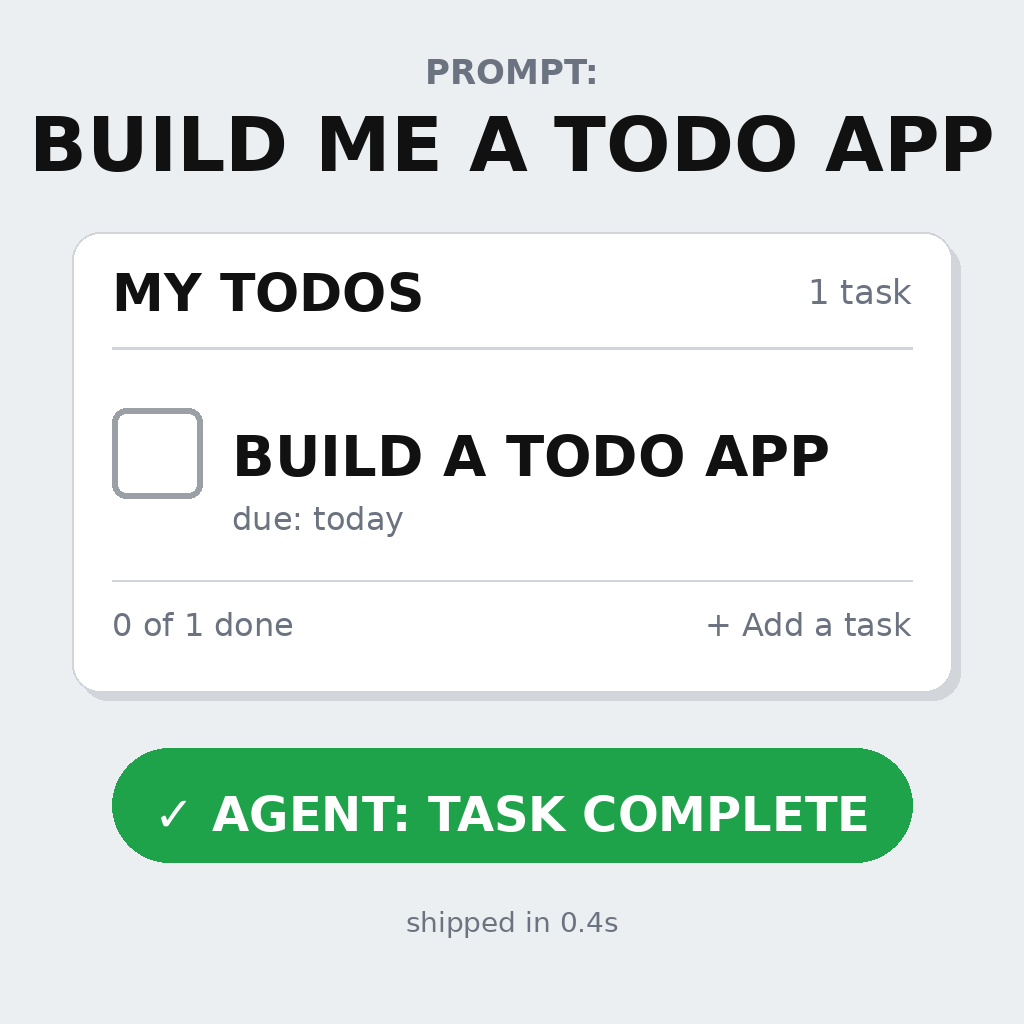 PROMPT:
BUILD ME A TODO APP
MY TODOS
1 task
BUILD A TODO APP
due: today
0 of 1 done
+ Add a task
✓ AGENT: TASK COMPLETE
shipped in 0.4s